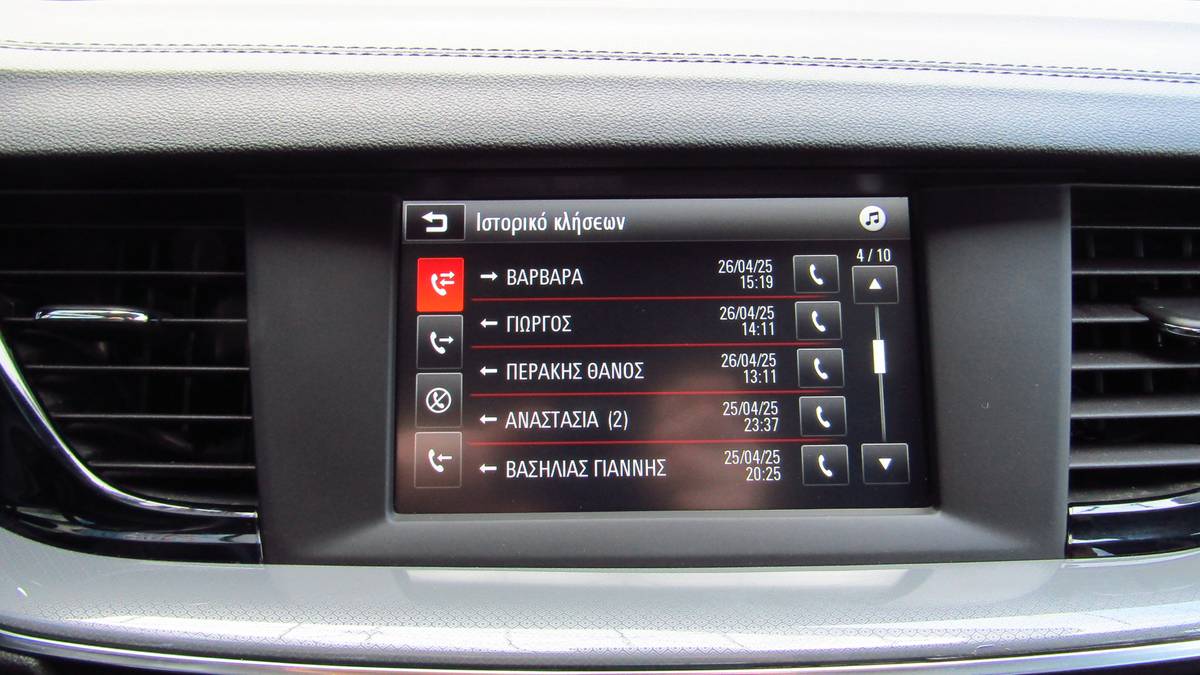 Ιστορικό κλήσεων
4 / 10
→ ΒΑΡΒΑΡΑ 26/04/25 15:19
← ΓΙΩΡΓΟΣ 26/04/25 14:11
← ΠΕΡΑΚΗΣ ΘΑΝΟΣ 26/04/25 13:11
← ΑΝΑΣΤΑΣΙΑ (2) 25/04/25 23:37
← ΒΑΣΗΛΙΑΣ ΓΙΑΝΝΗΣ 25/04/25 20:25